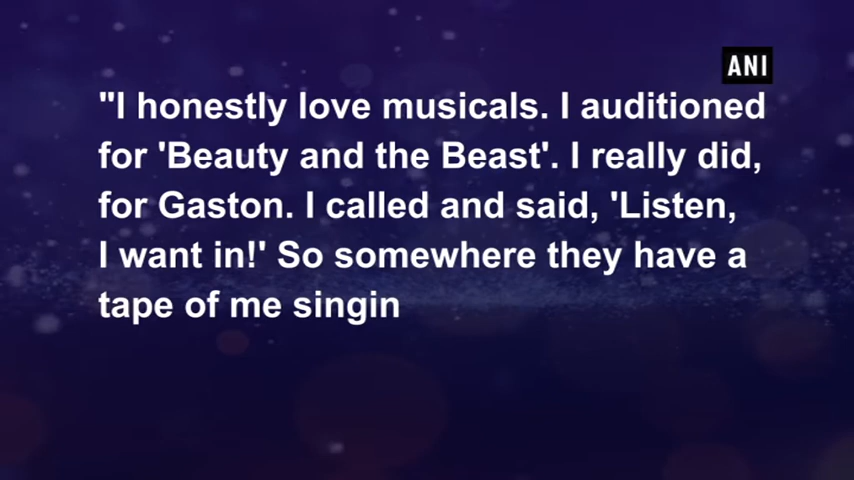 ANI
"I honestly love musicals. I auditioned
for 'Beauty and the Beast'. I really did,
for Gaston. I called and said, 'Listen,
I want in!' So somewhere they have a
tape of me singin